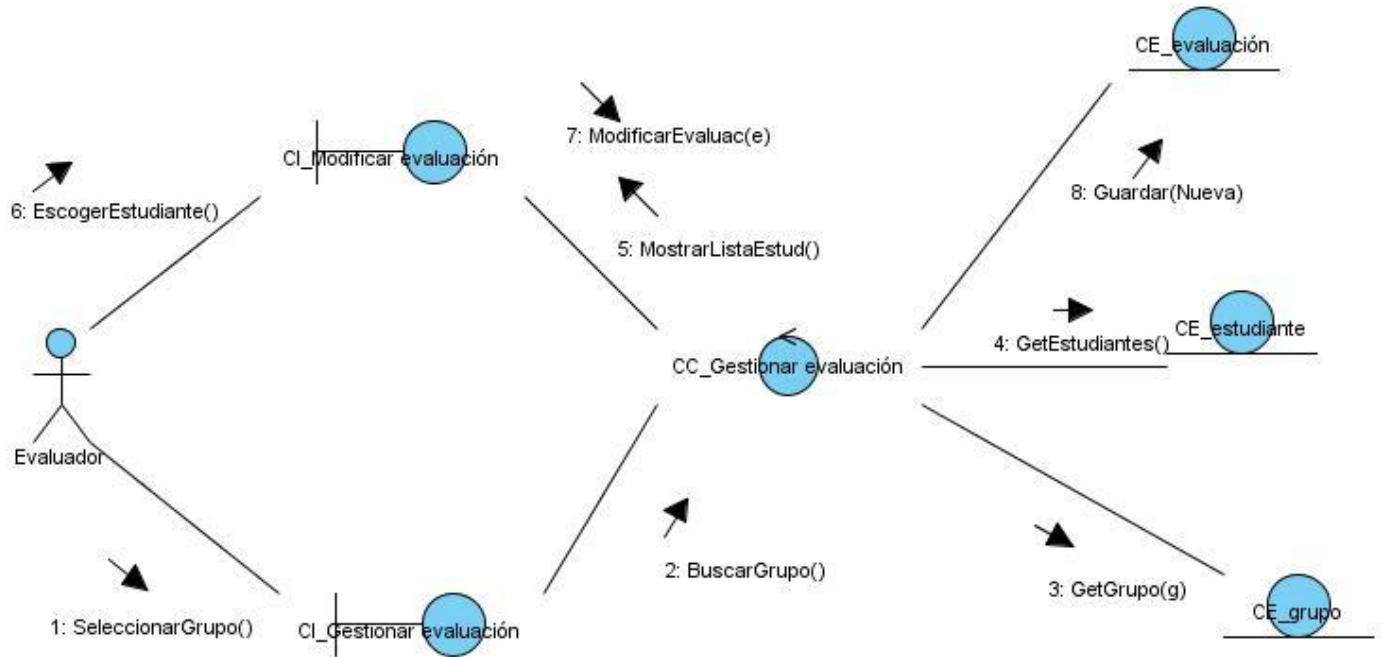 CE_evaluación
7: ModificarEvaluac(e)
CI_Modificar evaluación
8: Guardar(Nueva)
6: EscogerEstudiante()
5: MostrarListaEstud()
CE_estudiante
4: GetEstudiantes()
CC_Gestionar evaluación
Evaluador
2: BuscarGrupo()
3: GetGrupo(g)
CE_grupo
1: SeleccionarGrupo()
CI_Gestionar evaluación